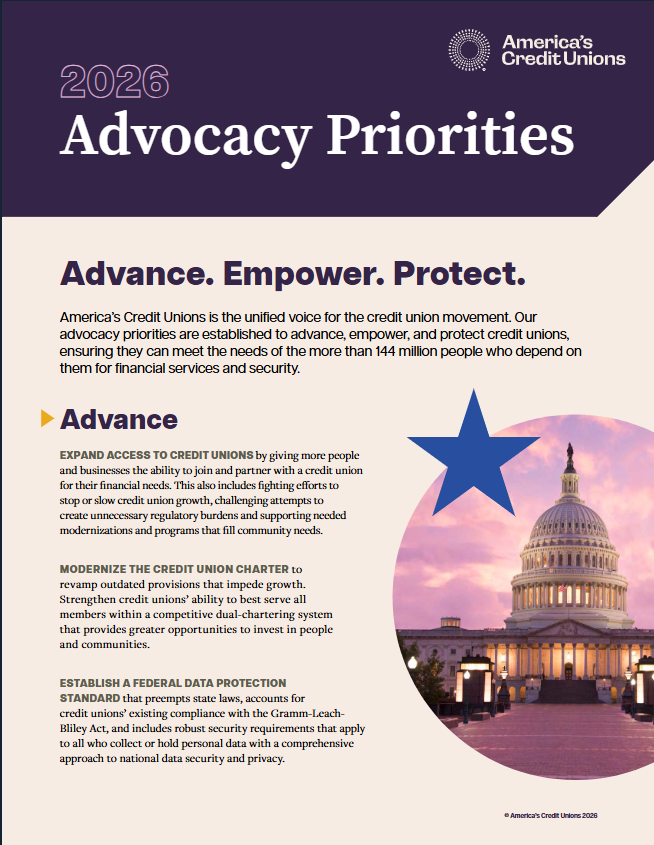 America's
Credit Unions
2026
Advocacy Priorities
Advance. Empower. Protect.
America's Credit Unions is the unified voice for the credit union movement. Our
advocacy priorities are established to advance, empower, and protect credit unions,
ensuring they can meet the needs of the more than 144 million people who depend on
them for financial services and security.
Advance
EXPAND ACCESS TO CREDIT UNIONS by giving more people
and businesses the ability to join and partner with a credit union
for their financial needs. This also includes fighting efforts to
stop or slow credit union growth, challenging attempts to
create unnecessary regulatory burdens and supporting needed
modernizations and programs that fill community needs.
MODERNIZE THE CREDIT UNION CHARTER to
revamp outdated provisions that impede growth.
Strengthen credit unions' ability to best serve all
members within a competitive dual-chartering system
that provides greater opportunities to invest in people
and communities.
ESTABLISH A FEDERAL DATA PROTECTION
STANDARD that preempts state laws, accounts for
credit unions' existing compliance with the Gramm-Leach-
Bliley Act, and includes robust security requirements that apply
to all who collect or hold personal data with a comprehensive
approach to national data security and privacy.
© America's Credit Unions 2026